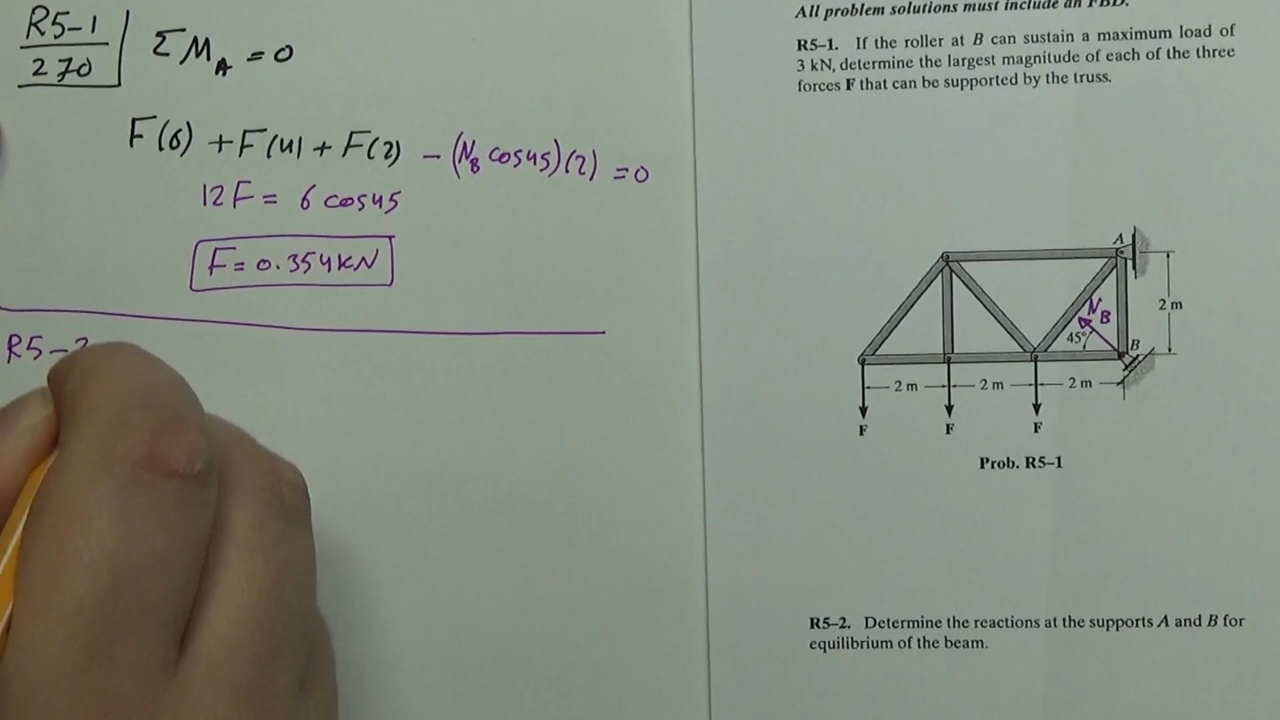 R5-1
270
ΣM_A = 0
F(6) + F(4) + F(2) - (N_B cos45)(2) = 0
12F = 6 cos45
F = 0.354KN
R5-2
All problem solutions must include an FBD.
R5–1. If the roller at B can sustain a maximum load of
3 kN, determine the largest magnitude of each of the three
forces F that can be supported by the truss.
A
2 m
N_B
45°
B
2 m
2 m
2 m
F
F
F
Prob. R5–1
R5–2. Determine the reactions at the supports A and B for
equilibrium of the beam.